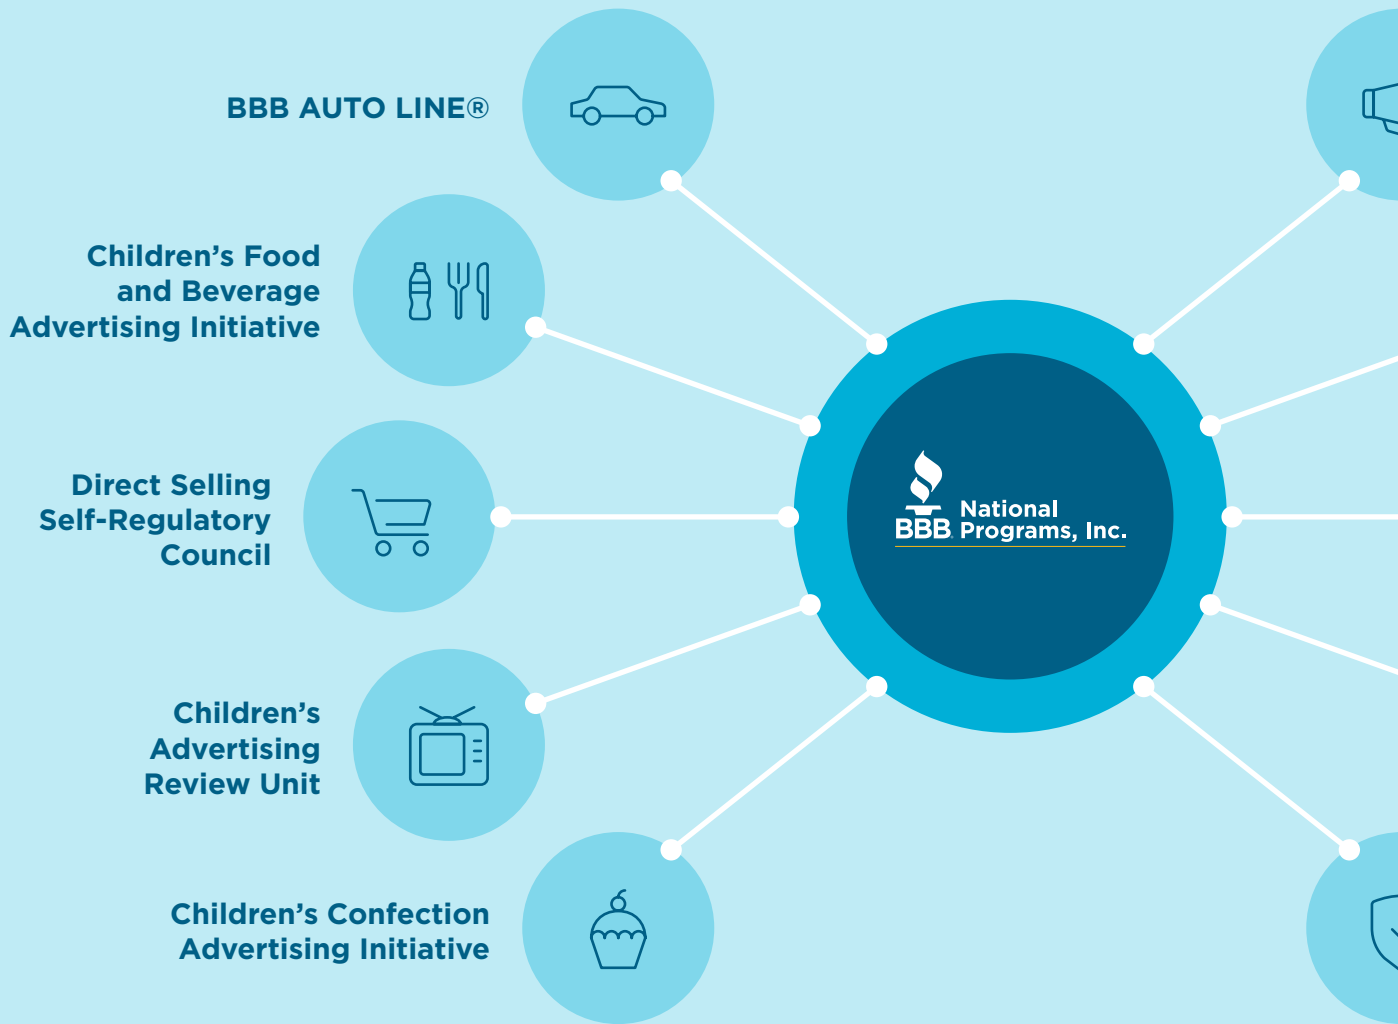 BBB AUTO LINE®
Children’s Food
and Beverage
Advertising Initiative
Direct Selling
Self-Regulatory
Council
Children’s
Advertising
Review Unit
Children’s Confection
Advertising Initiative
BBB®
National
Programs, Inc.